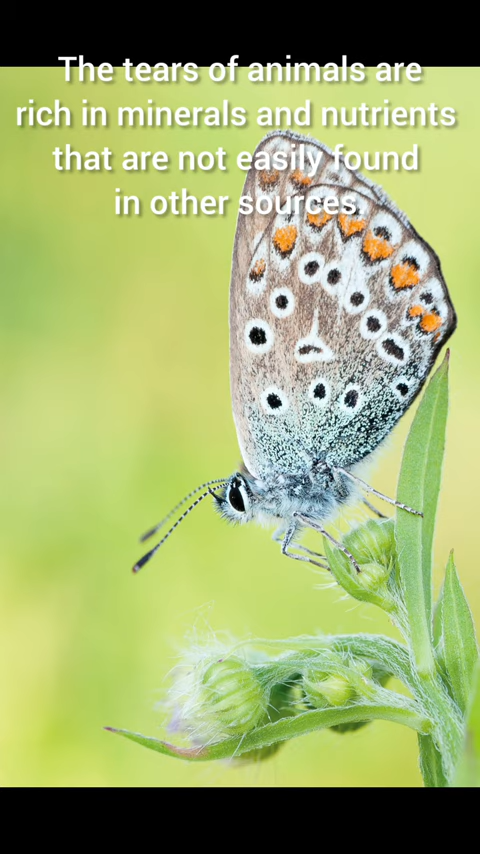 The tears of animals are
rich in minerals and nutrients
that are not easily found
in other sources.